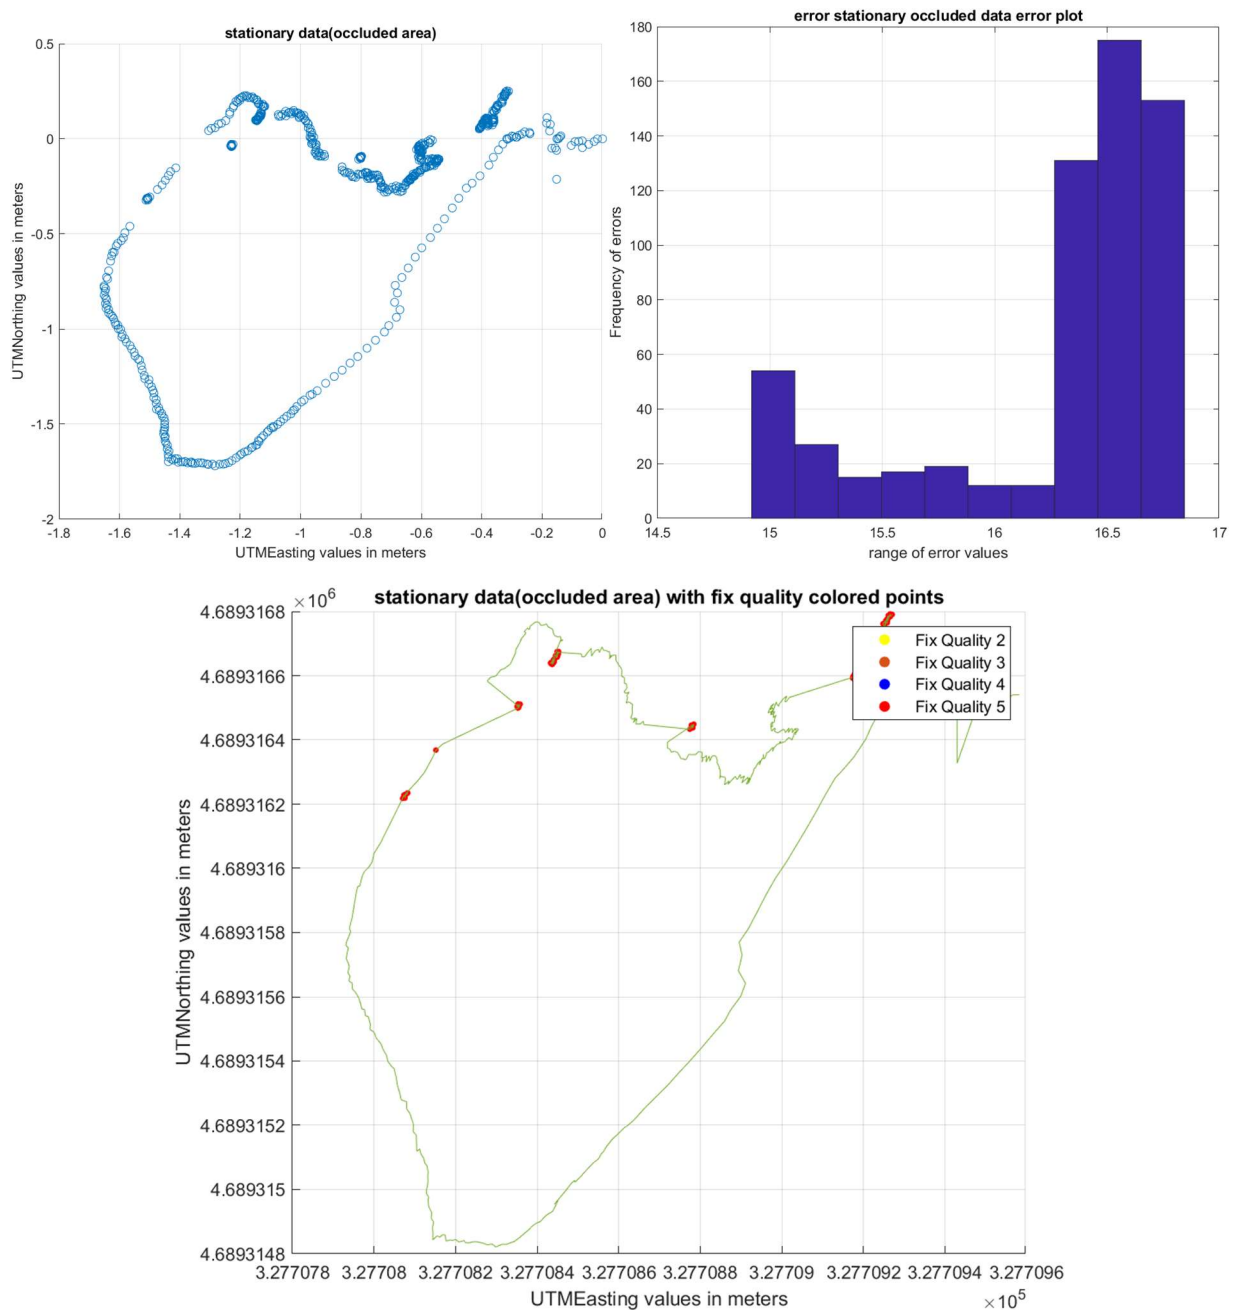 stationary data(occluded area)
0.5
0
-0.5
-1
-1.5
-2
UTMNorthing values in meters
-1.8 -1.6 -1.4 -1.2 -1 -0.8 -0.6 -0.4 -0.2 0
UTMEasting values in meters
error stationary occluded data error plot
180
160
140
120
100
80
60
40
20
0
Frequency of errors
14.5 15 15.5 16 16.5 17
range of error values
stationary data(occluded area) with fix quality colored points
×10⁶
4.6893168
4.6893166
4.6893164
4.6893162
4.689316
4.6893158
4.6893156
4.6893154
4.6893152
4.689315
4.6893148
UTMNorthing values in meters
Fix Quality 2
Fix Quality 3
Fix Quality 4
Fix Quality 5
3.277078 3.27708 3.277082 3.277084 3.277086 3.277088 3.27709 3.277092 3.277094 3.277096
UTMEasting values in meters
×10⁵